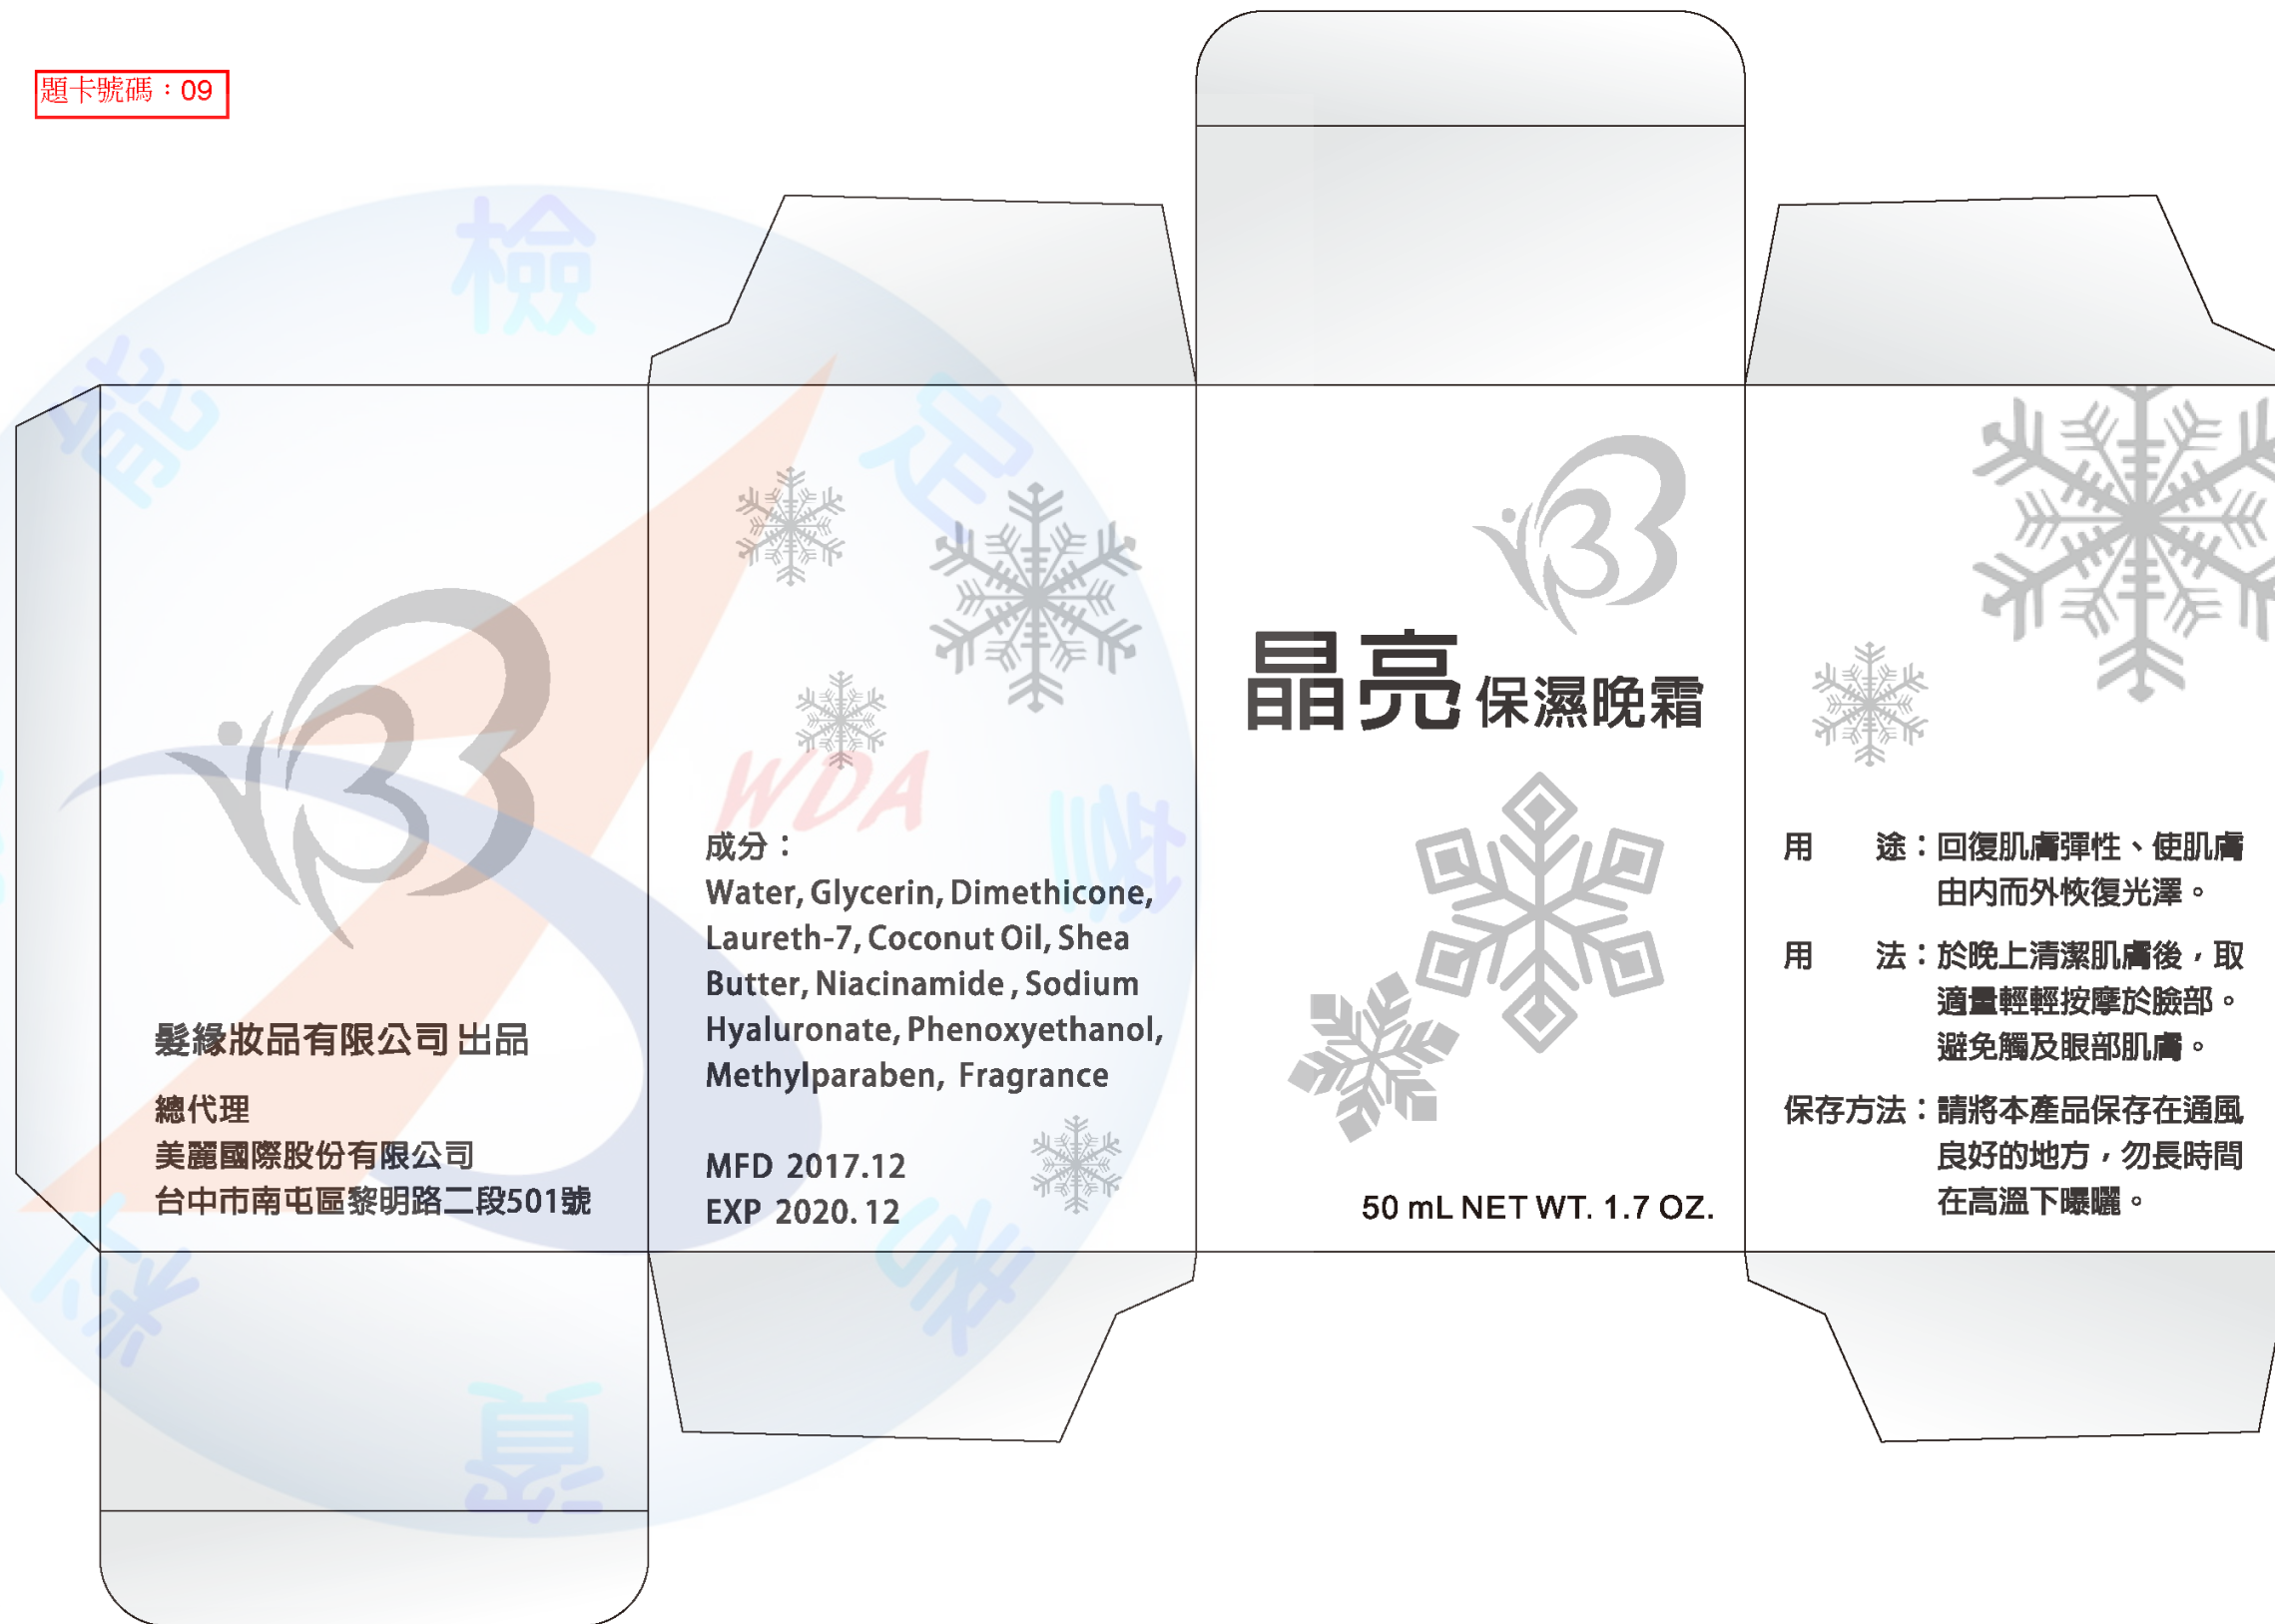 題卡號碼：09
髮緣妝品有限公司 出品
總代理
美麗國際股份有限公司
台中市南屯區黎明路二段501號
成分：
Water, Glycerin, Dimethicone,
Laureth-7, Coconut Oil, Shea
Butter, Niacinamide , Sodium
Hyaluronate, Phenoxyethanol,
Methylparaben, Fragrance
MFD 2017.12
EXP 2020. 12
晶亮 保濕晚霜
50 mL NET WT. 1.7 OZ.
用　　途：回復肌膚彈性、使肌膚
由內而外恢復光澤。
用　　法：於晚上清潔肌膚後，取
適量輕輕按摩於臉部。
避免觸及眼部肌膚。
保存方法：請將本產品保存在通風
良好的地方，勿長時間
在高溫下曝曬。
WDA
能
檢
定